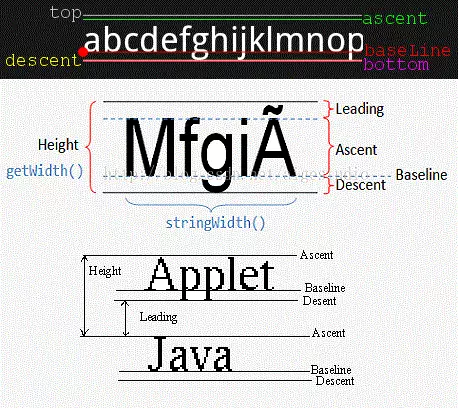 top
ascent
abcdefghijklmnop
baseLine
descent
bottom
Leading
Height
MfgiÃ
Ascent
getWidth()
Baseline
Descent
stringWidth()
Ascent
Height
Applet
Baseline
Desent
Leading
Ascent
Java
Baseline
Descent